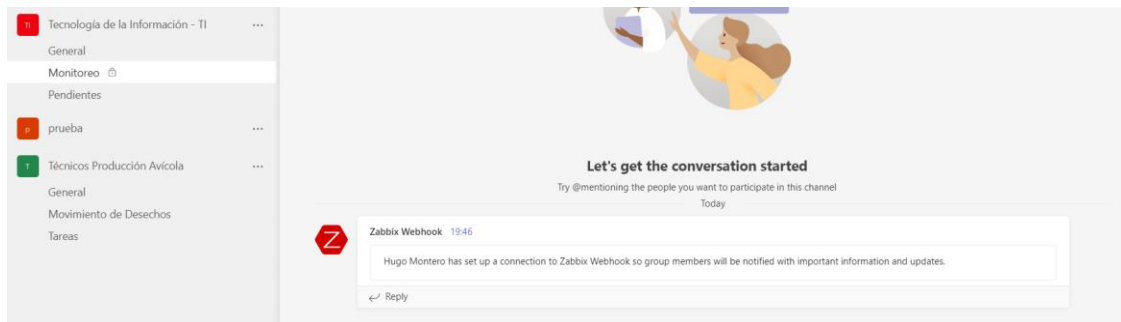 TI Tecnología de la Información - TI ...
General
Monitoreo
Pendientes
p prueba ...
T Técnicos Producción Avícola ...
General
Movimiento de Desechos
Tareas
Let's get the conversation started
Try @mentioning the people you want to participate in this channel
Today
Z
Zabbix Webhook 19:46
Hugo Montero has set up a connection to Zabbix Webhook so group members will be notified with important information and updates.
Reply